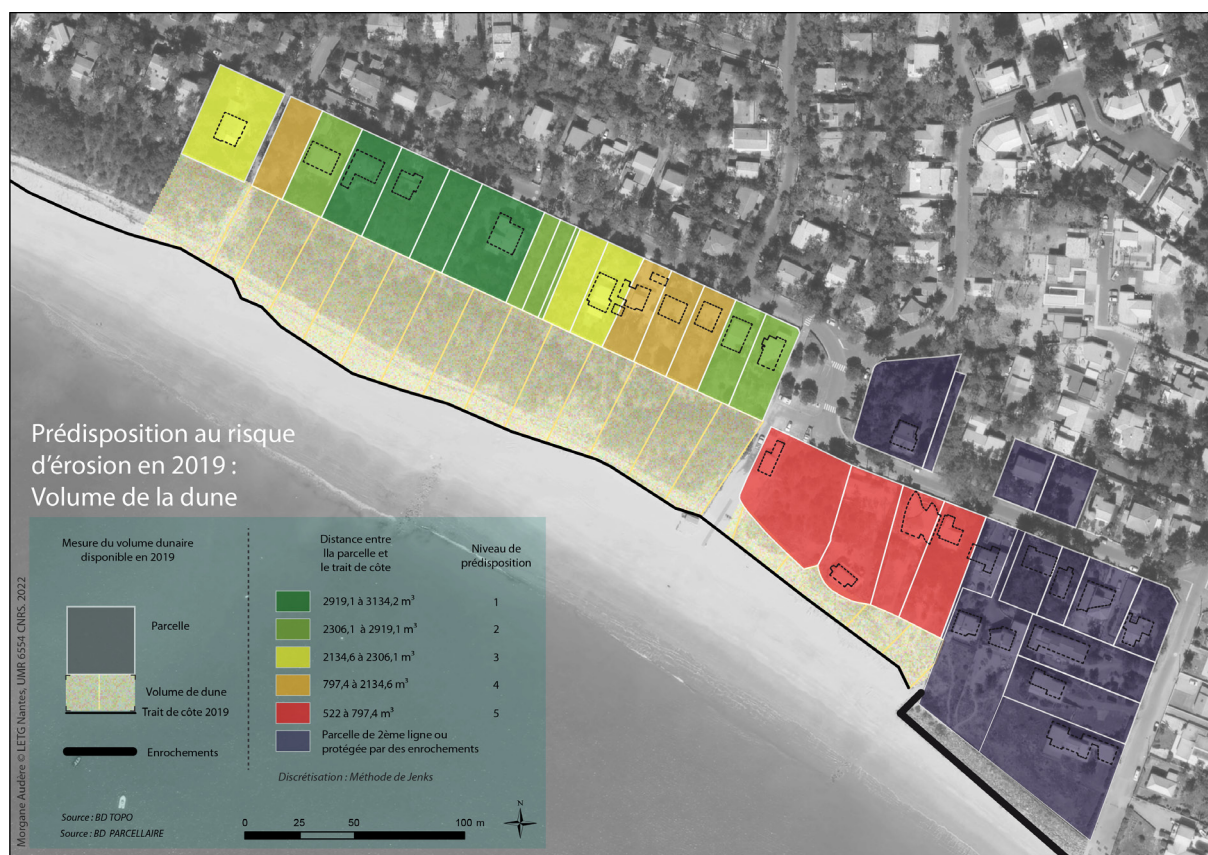 Prédisposition au risque
d'érosion en 2019 :
Volume de la dune
Mesure du volume dunaire
disponible en 2019
Parcelle
Volume de dune
Trait de côte 2019
Enrochements
Source : BD TOPO
Source : BD PARCELLAIRE
Distance entre
lla parcelle et
le trait de côte
Niveau de
prédisposition
2919,1 à 3134,2 m³ 1
2306,1 à 2919,1 m³ 2
2134,6 à 2306,1 m³ 3
797,4 à 2134,6 m³ 4
522 à 797,4 m³ 5
Parcelle de 2ème ligne ou
protégée par des enrochements
Discrétisation : Méthode de Jenks
0 50 100 m
N
Morgane Audère © LETG Nantes, UMR 6554 CNRS, 2022